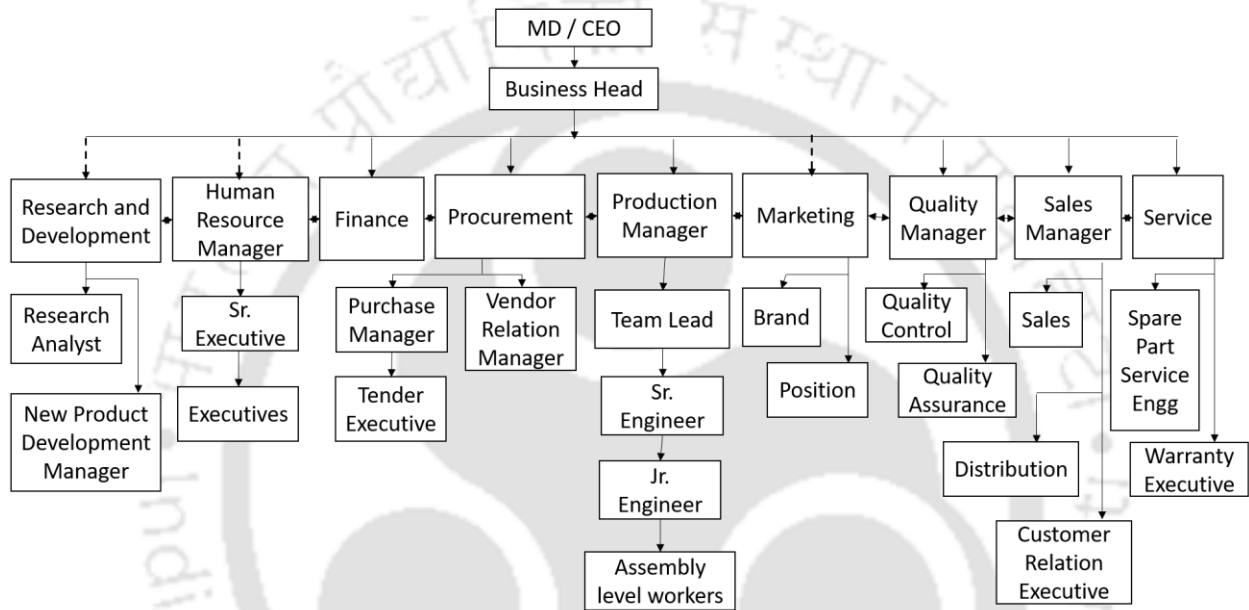 MD / CEO
Business Head
Research and
Development
Human
Resource
Manager
Finance
Procurement
Production
Manager
Marketing
Quality
Manager
Sales
Manager
Service
Research
Analyst
New Product
Development
Manager
Sr.
Executive
Executives
Purchase
Manager
Tender
Executive
Vendor
Relation
Manager
Team Lead
Sr.
Engineer
Jr.
Engineer
Assembly
level workers
Brand
Position
Quality
Control
Quality
Assurance
Sales
Distribution
Customer
Relation
Executive
Spare
Part
Service
Engg
Warranty
Executive